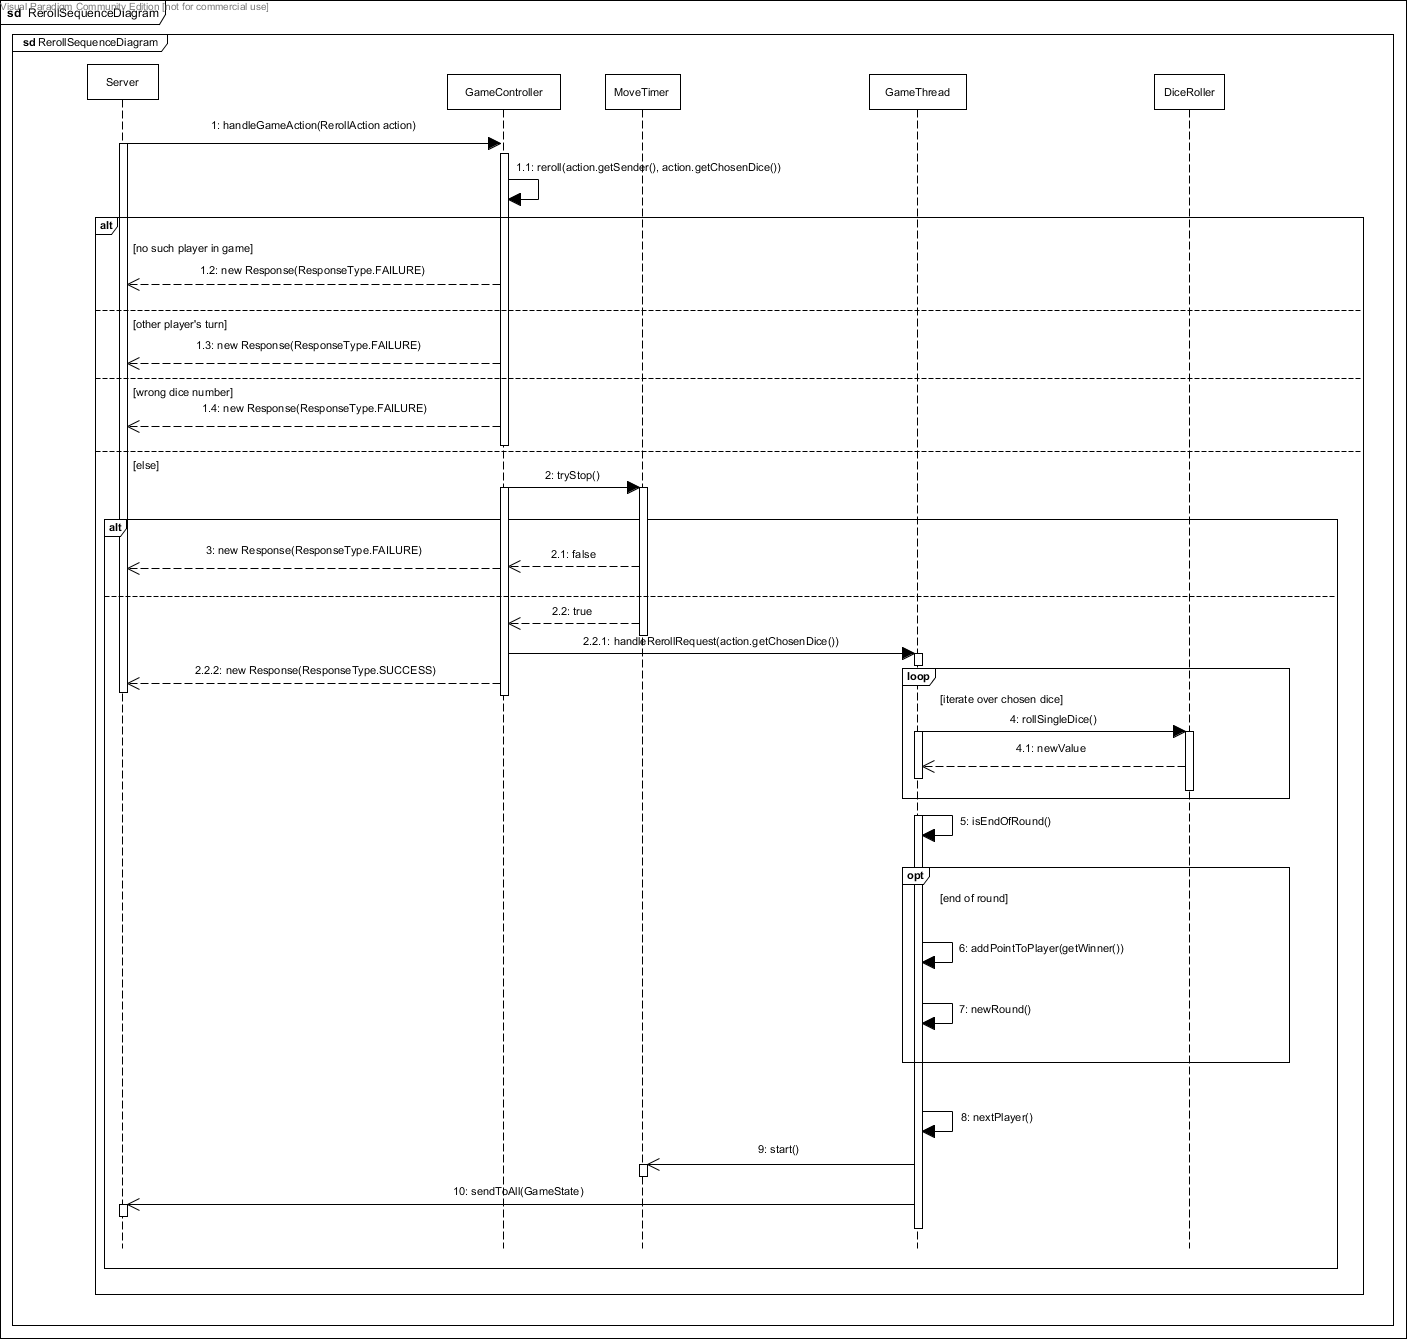 Visual Paradigm Community Edition [not for commercial use]
sd RerollSequenceDiagram
sd RerollSequenceDiagram
Server
GameController
MoveTimer
GameThread
DiceRoller
1: handleGameAction(RerollAction action)
1.1: reroll(action.getSender(), action.getChosenDice())
alt
[no such player in game]
1.2: new Response(ResponseType.FAILURE)
[other player's turn]
1.3: new Response(ResponseType.FAILURE)
[wrong dice number]
1.4: new Response(ResponseType.FAILURE)
[else]
2: tryStop()
alt
3: new Response(ResponseType.FAILURE)
2.1: false
2.2: true
2.2.1: handleRerollRequest(action.getChosenDice())
2.2.2: new Response(ResponseType.SUCCESS)
loop
[iterate over chosen dice]
4: rollSingleDice()
4.1: newValue
5: isEndOfRound()
opt
[end of round]
6: addPointToPlayer(getWinner())
7: newRound()
8: nextPlayer()
9: start()
10: sendToAll(GameState)